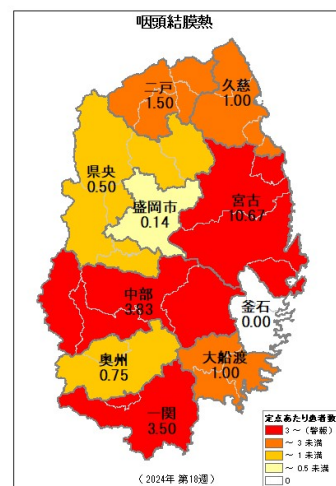 咽頭結膜熱
二戸
1.50
久慈
1.00
県央
0.50
盛岡市
0.14
宮古
10.67
中部
3.83
釜石
0.00
奥州
0.75
大船渡
1.00
一関
3.50
定点あたり患者数
3 ～（警報）
～ 3 未満
～ 1 未満
～ 0.5 未満
0
（ 2024年 第18週）